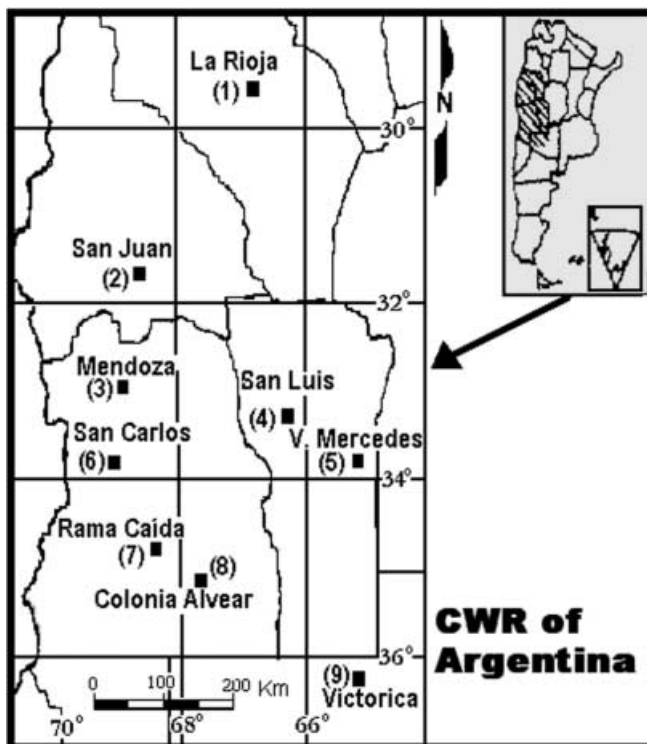 La Rioja
(1)
N
30°
San Juan
(2)
32°
Mendoza
(3)
San Luis
(4)
San Carlos
(6)
V. Mercedes
(5)
34°
Rama Caída
(7)
(8)
Colonia Alvear
CWR of
Argentina
36°
(9)
Victorica
0 100 200 Km
70° 68° 66°